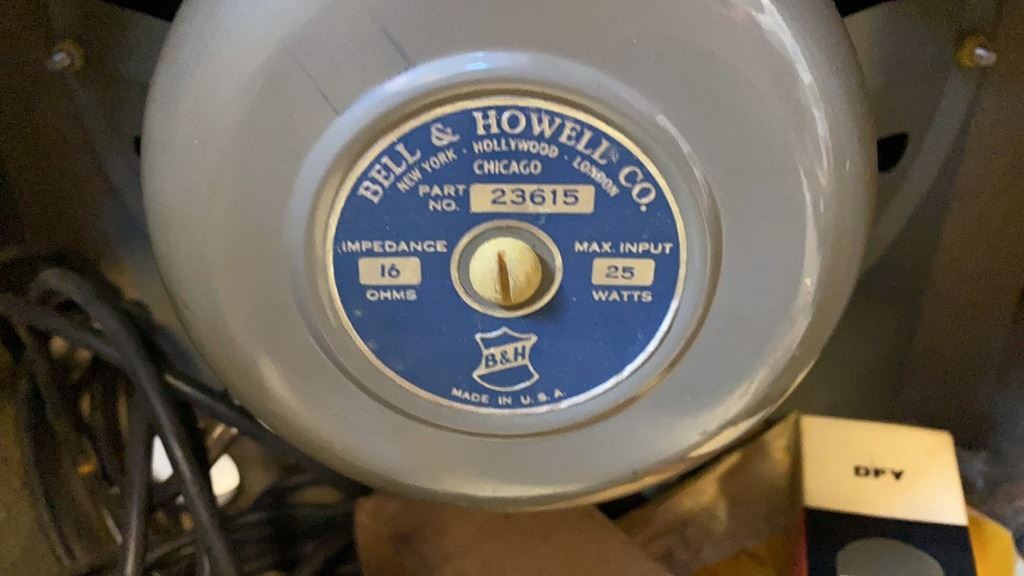 BELL & HOWELL CO.
NEW YORK · HOLLYWOOD · LONDON
CHICAGO
PART NO. 23615
IMPEDANCE
16
OHMS
MAX. INPUT
25
WATTS
B&H
MADE IN U.S.A.
DFY